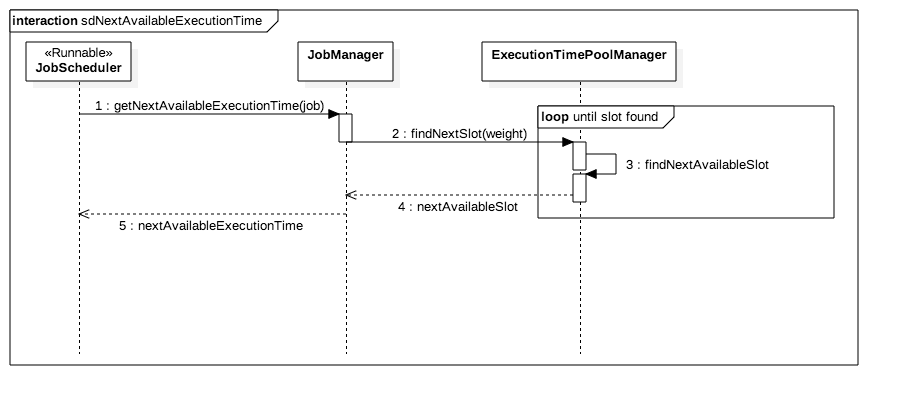 interaction sdNextAvailableExecutionTime
«Runnable»
JobScheduler
JobManager
ExecutionTimePoolManager
1 : getNextAvailableExecutionTime(job)
loop until slot found
2 : findNextSlot(weight)
3 : findNextAvailableSlot
4 : nextAvailableSlot
5 : nextAvailableExecutionTime